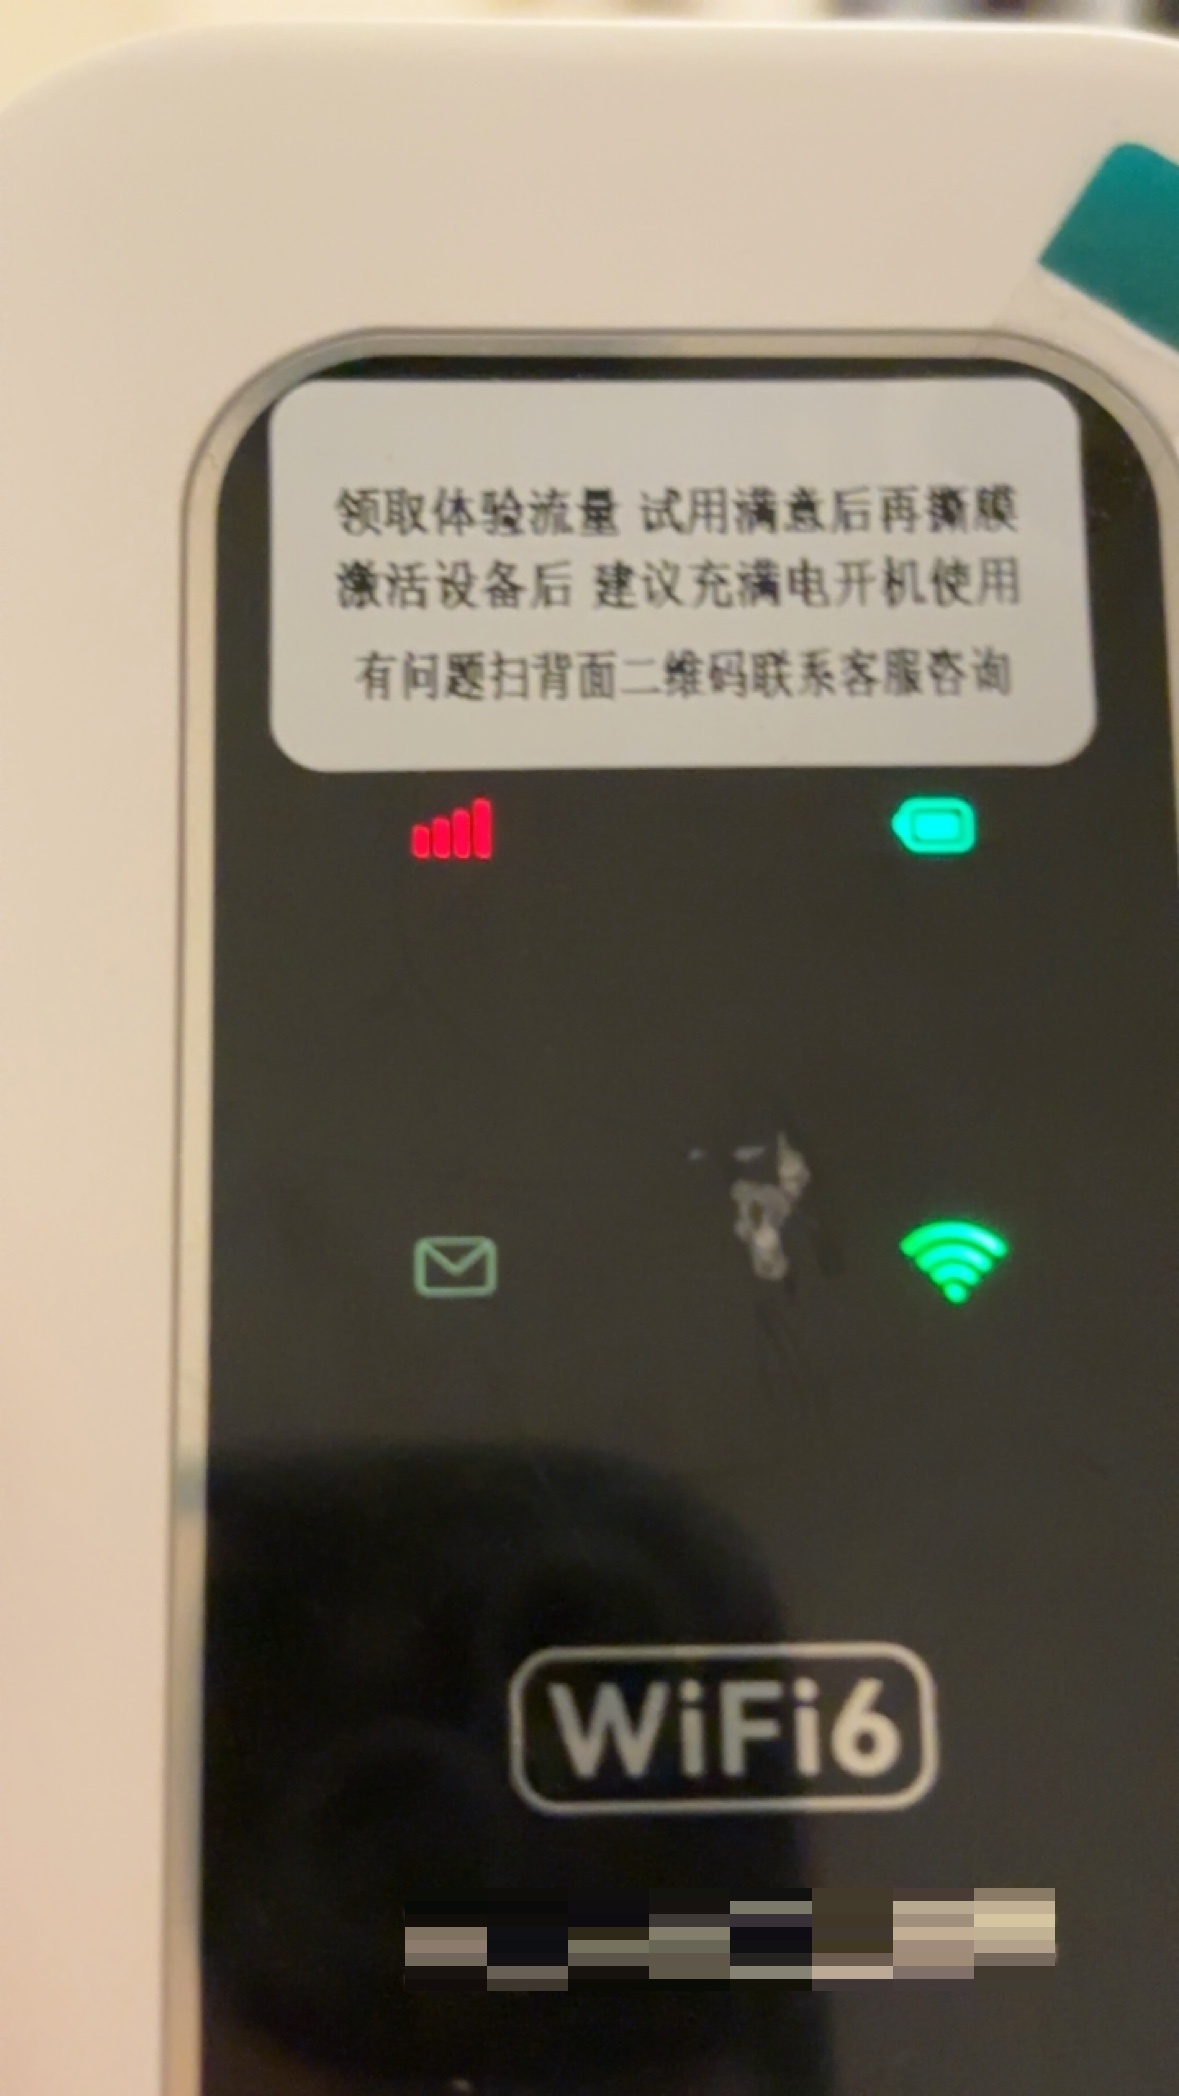 领取体验流量 试用满意后再撕膜
激活设备后 建议充满电开机使用
有问题扫背面二维码联系客服咨询
WiFi6